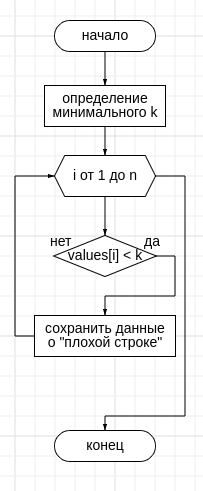 начало
определение
минимального k
i от 1 до n
нет
да
values[i] < k
сохранить данные
о "плохой строке"
конец